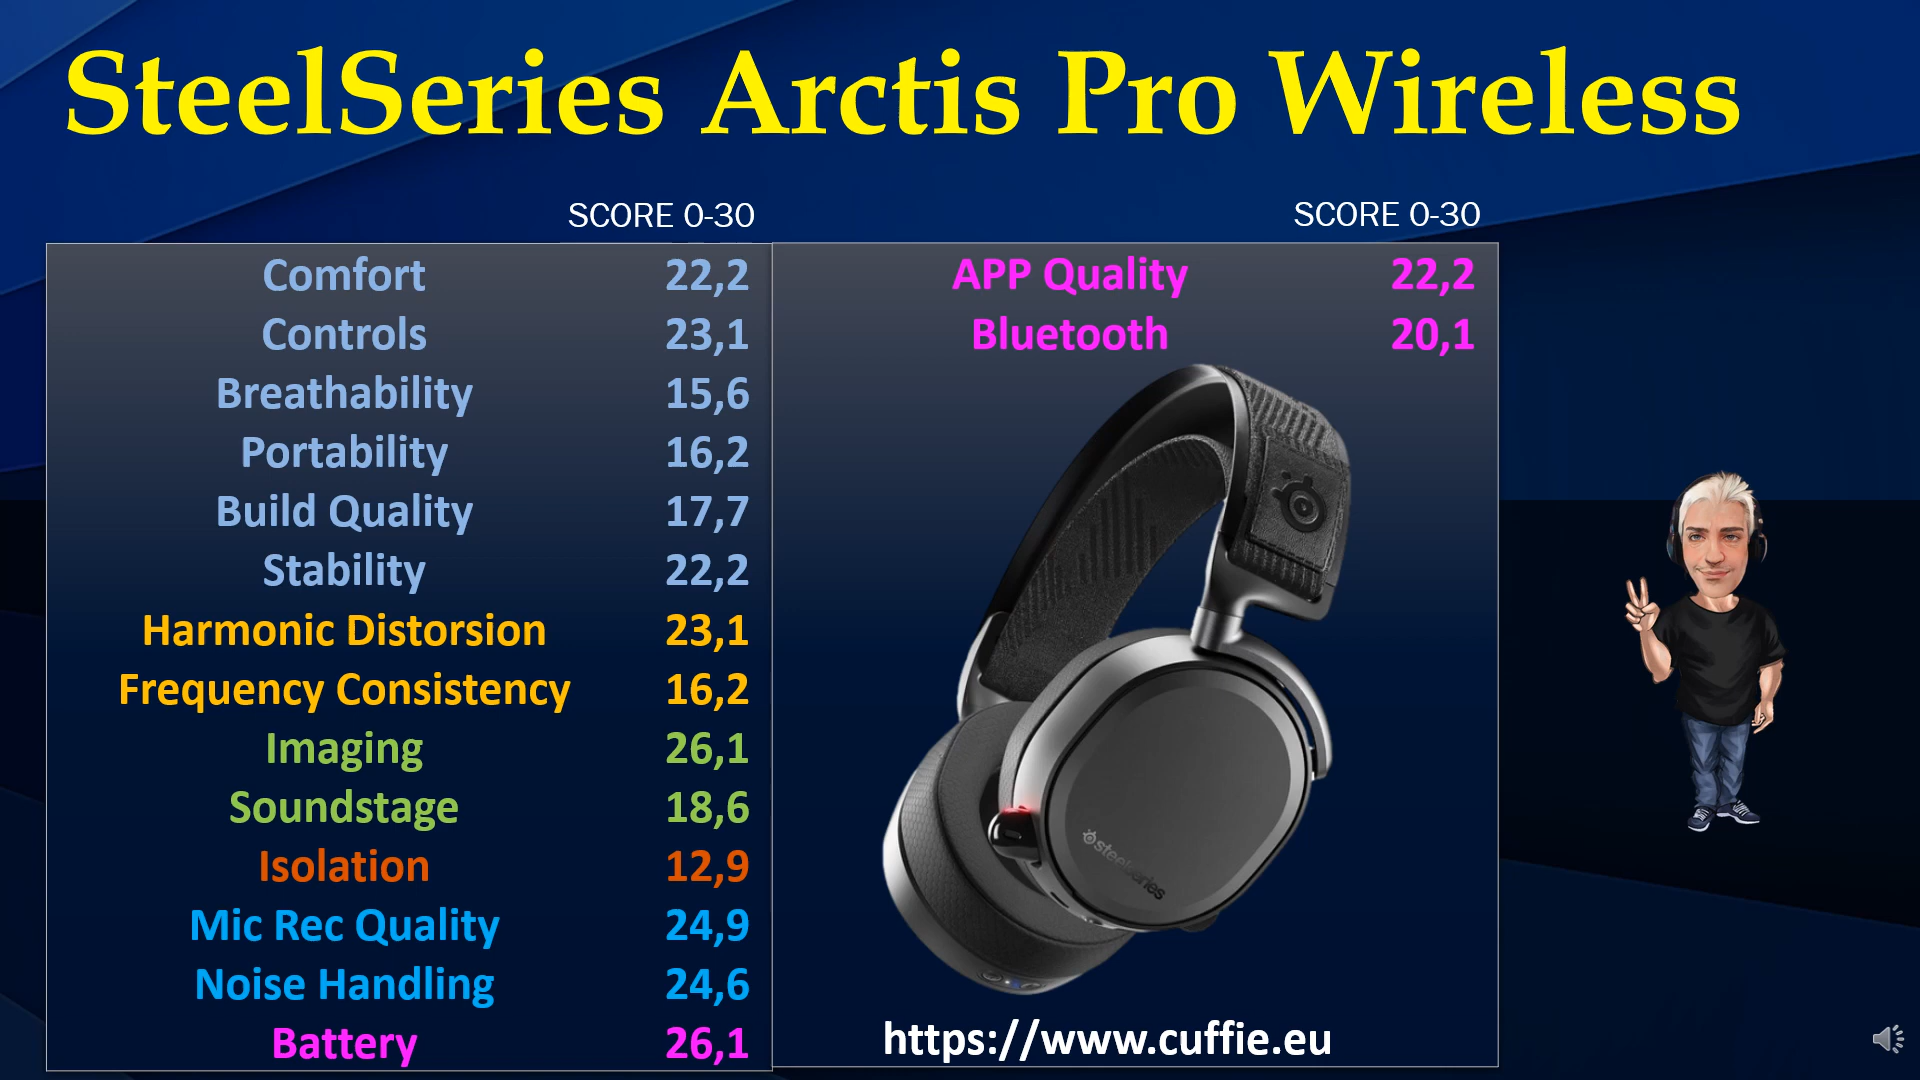 SteelSeries Arctis Pro Wireless
SCORE 0-30
Comfort 22,2
Controls 23,1
Breathability 15,6
Portability 16,2
Build Quality 17,7
Stability 22,2
Harmonic Distorsion 23,1
Frequency Consistency 16,2
Imaging 26,1
Soundstage 18,6
Isolation 12,9
Mic Rec Quality 24,9
Noise Handling 24,6
Battery 26,1
SCORE 0-30
APP Quality 22,2
Bluetooth 20,1
steelseries
https://www.cuffie.eu